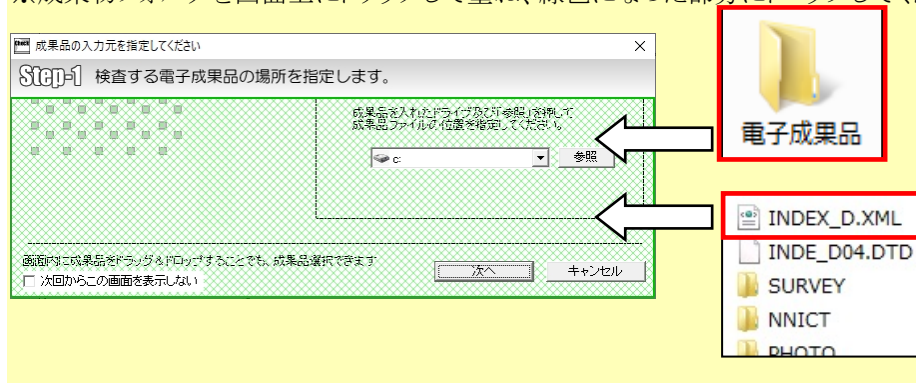 成果品の入力元を指定してください
Step-1 検査する電子成果品の場所を指定します。
成果品を入れたドライブ及び「参照」を押して
成果品ファイルの位置を指定してください。
c:
参照
画面内に成果品をドラッグ&ドロップすることでも、成果品選択できます
次回からこの画面を表示しない
次へ
キャンセル
電子成果品
INDEX_D.XML
INDE_D04.DTD
SURVEY
NNICT
PHOTO